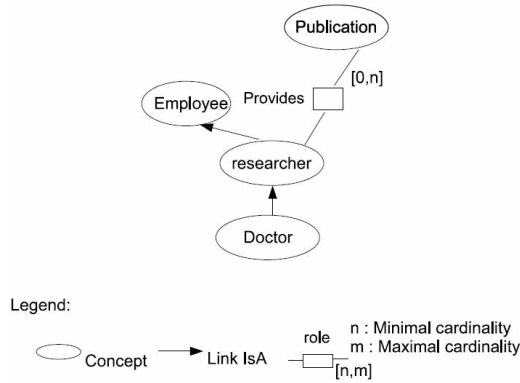 Publication
[0,n]
Provides
Employee
researcher
Doctor
Legend:
Concept
Link IsA
role
[n,m]
n : Minimal cardinality
m : Maximal cardinality